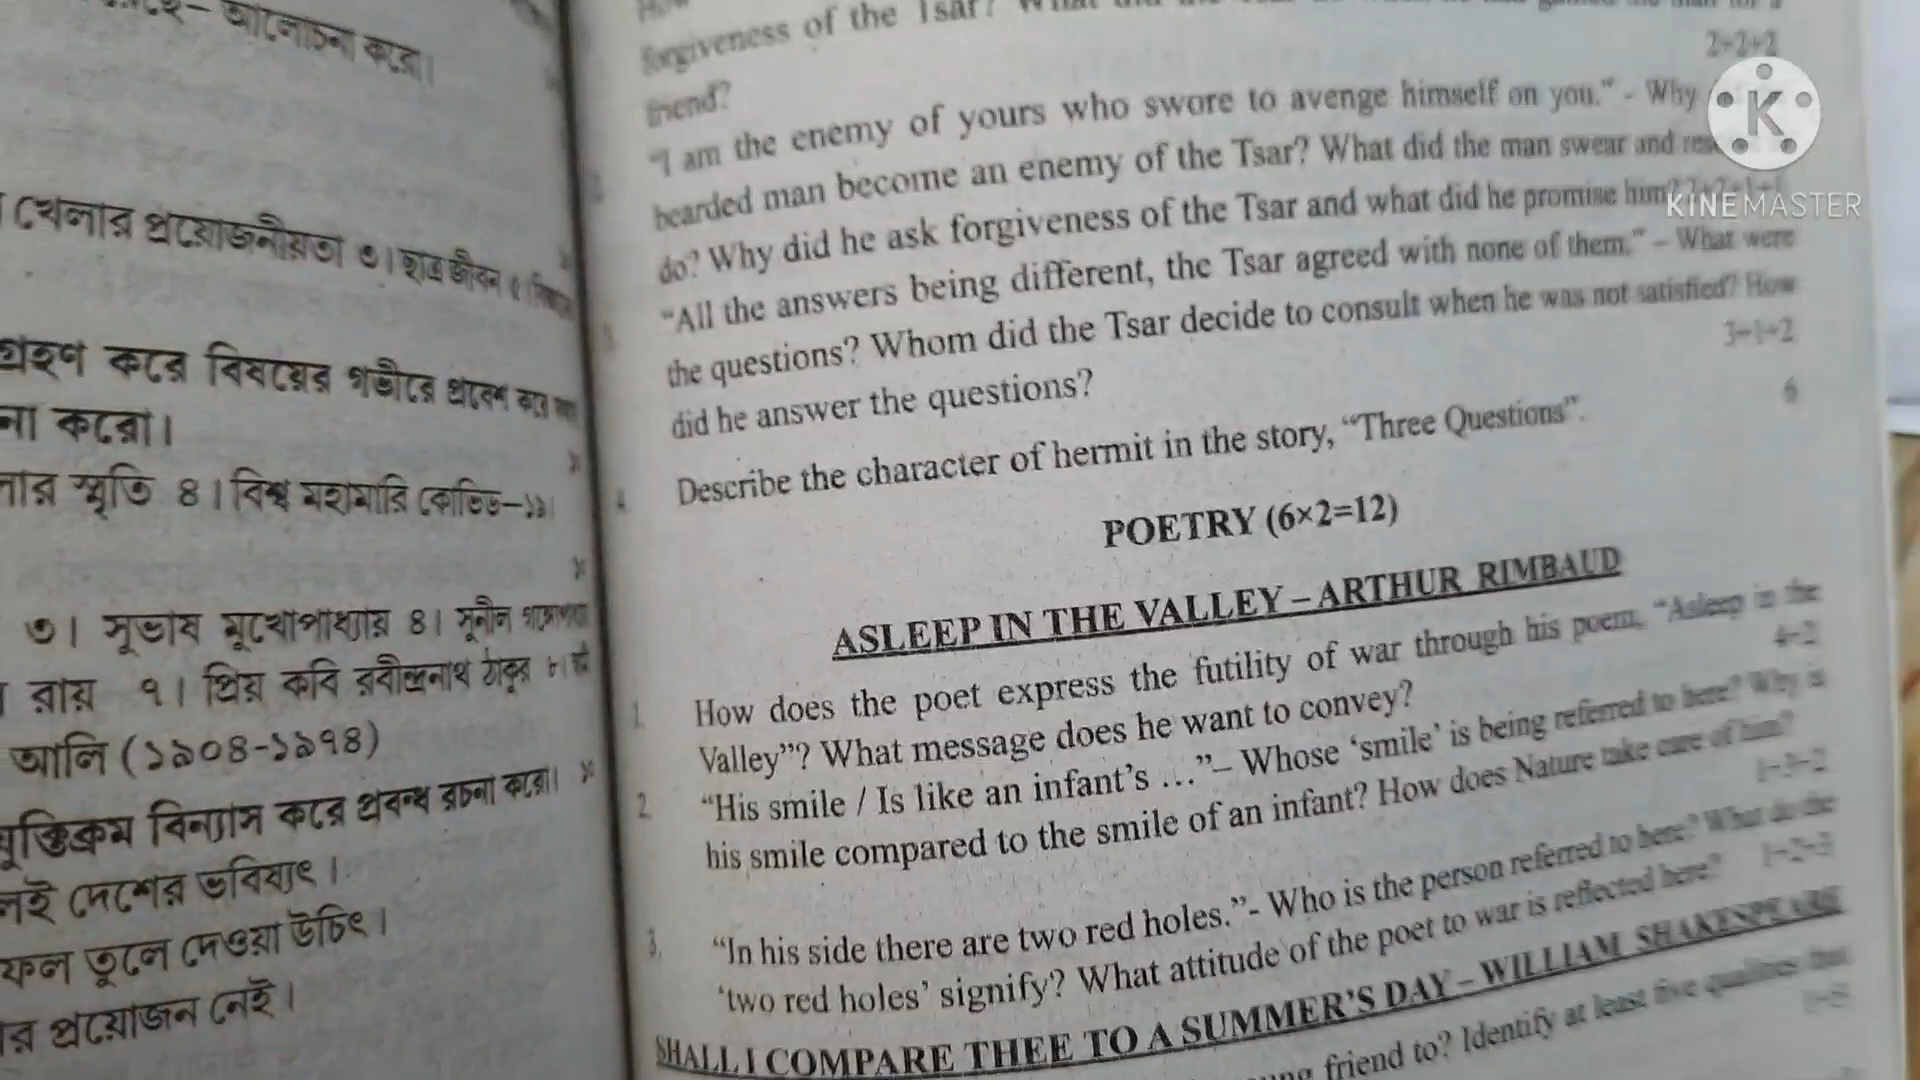 আলোচনা করো।
খেলার প্রয়োজনীয়তা ৩। ছাত্র জীবন
গ্রহণ করে বিষয়ের গভীরে প্রবেশ করে
না করো।
নার স্মৃতি ৪। বিশ্ব মহামারি কোভিড–১৯।
৩। সুভাষ মুখোপাধ্যায় ৪। সুনীল
রায় ৭। প্রিয় কবি রবীন্দ্রনাথ ঠাকুর ৮।
আলি (১৯০৪-১৯৭৪)
যুক্তিক্রম বিন্যাস করে প্রবন্ধ রচনা করো।
দেশের ভবিষ্যৎ।
ফল তুলে দেওয়া উচিৎ।
প্রয়োজন নেই।
forgiveness of the Tsar?
friend?
2+2+2
"I am the enemy of yours who swore to avenge himself on you." - Why
bearded man become an enemy of the Tsar? What did the man swear and
do? Why did he ask forgiveness of the Tsar and what did he promise him?
3. "All the answers being different, the Tsar agreed with none of them." – What were
the questions? Whom did the Tsar decide to consult when he was not satisfied? How
did he answer the questions? 3+1+2
4. Describe the character of hermit in the story, "Three Questions". 6
POETRY (6×2=12)
ASLEEP IN THE VALLEY – ARTHUR RIMBAUD
1. How does the poet express the futility of war through his poem, "Asleep in the
Valley"? What message does he want to convey? 4+2
2. "His smile / Is like an infant's ..."– Whose 'smile' is being referred to here? Why is
his smile compared to the smile of an infant? How does Nature take care of him?
1+3+2
3. "In his side there are two red holes."- Who is the person referred to here? What do the
'two red holes' signify? What attitude of the poet to war is reflected here? 1+2+3
SHALL I COMPARE THEE TO A SUMMER'S DAY – WILLIAM SHAKESPEARE
friend to? Identify at least five qualities that
K
KINEMASTER